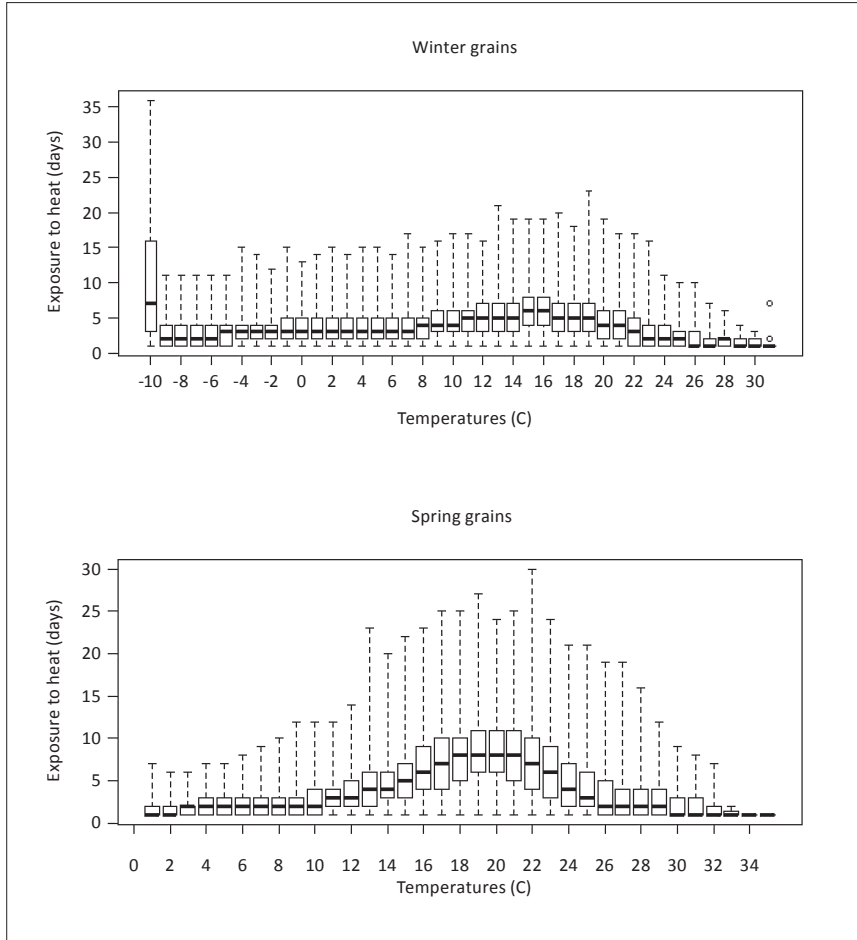 Winter grains
Exposure to heat (days)
35
30
25
20
15
10
5
0
-10 -8 -6 -4 -2 0 2 4 6 8 10 12 14 16 18 20 22 24 26 28 30
Temperatures (C)
Spring grains
Exposure to heat (days)
30
25
20
15
10
5
0
0 2 4 6 8 10 12 14 16 18 20 22 24 26 28 30 32 34
Temperatures (C)